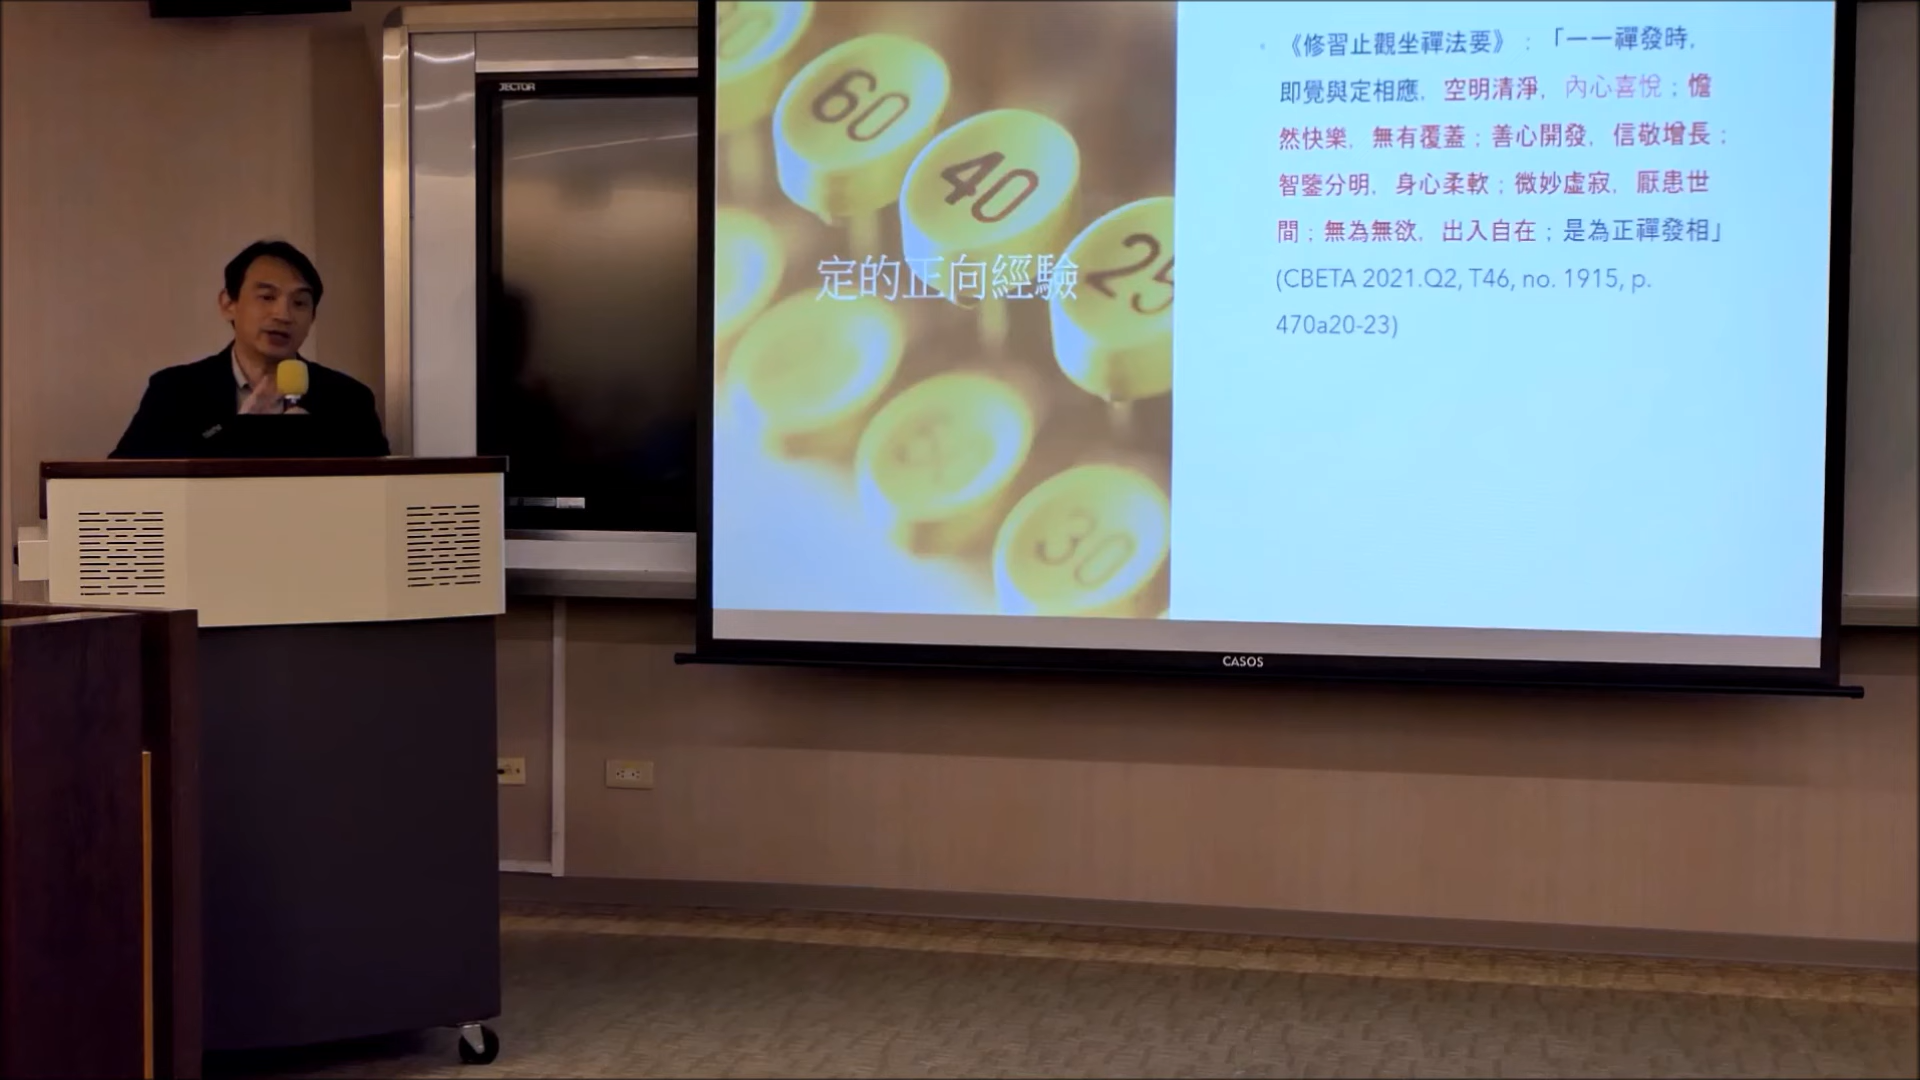 JECTOR
60
40
25
30
定的正向經驗
《修習止觀坐禪法要》：「一一禪發時，
即覺與定相應，空明清淨，內心喜悅；憺
然快樂，無有覆蓋；善心開發，信敬增長；
智鑒分明，身心柔軟；微妙虛寂，厭患世
間；無為無欲，出入自在；是為正禪發相」
(CBETA 2021.Q2, T46, no. 1915, p.
470a20-23)
CASOS